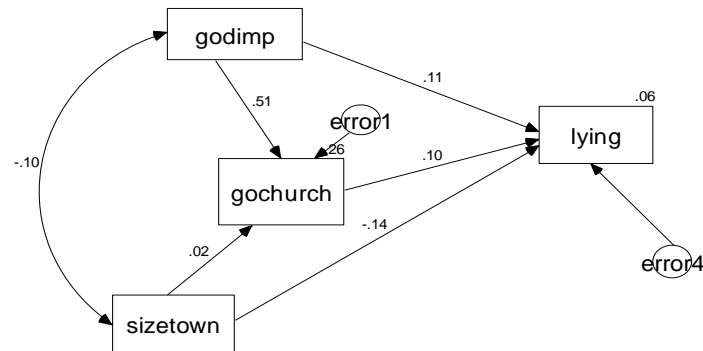 godimp
.11
.06
.51
error1
lying
-.10
.26
.10
gochurch
-.14
.02
error4
sizetown